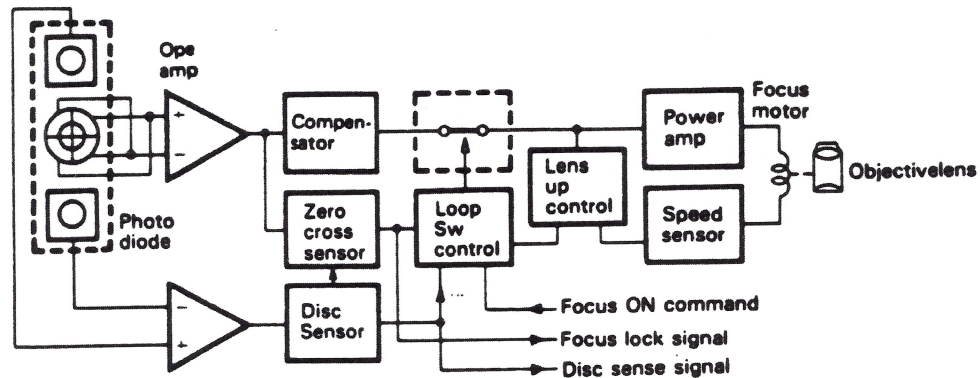 Ope
amp
Focus
motor
Compen-
sator
Power
amp
Lens
up
control
Objectivelens
Photo
diode
Zero
cross
sensor
Loop
Sw
control
Speed
sensor
Disc
Sensor
Focus ON command
Focus lock signal
Disc sense signal
+
−
−
+